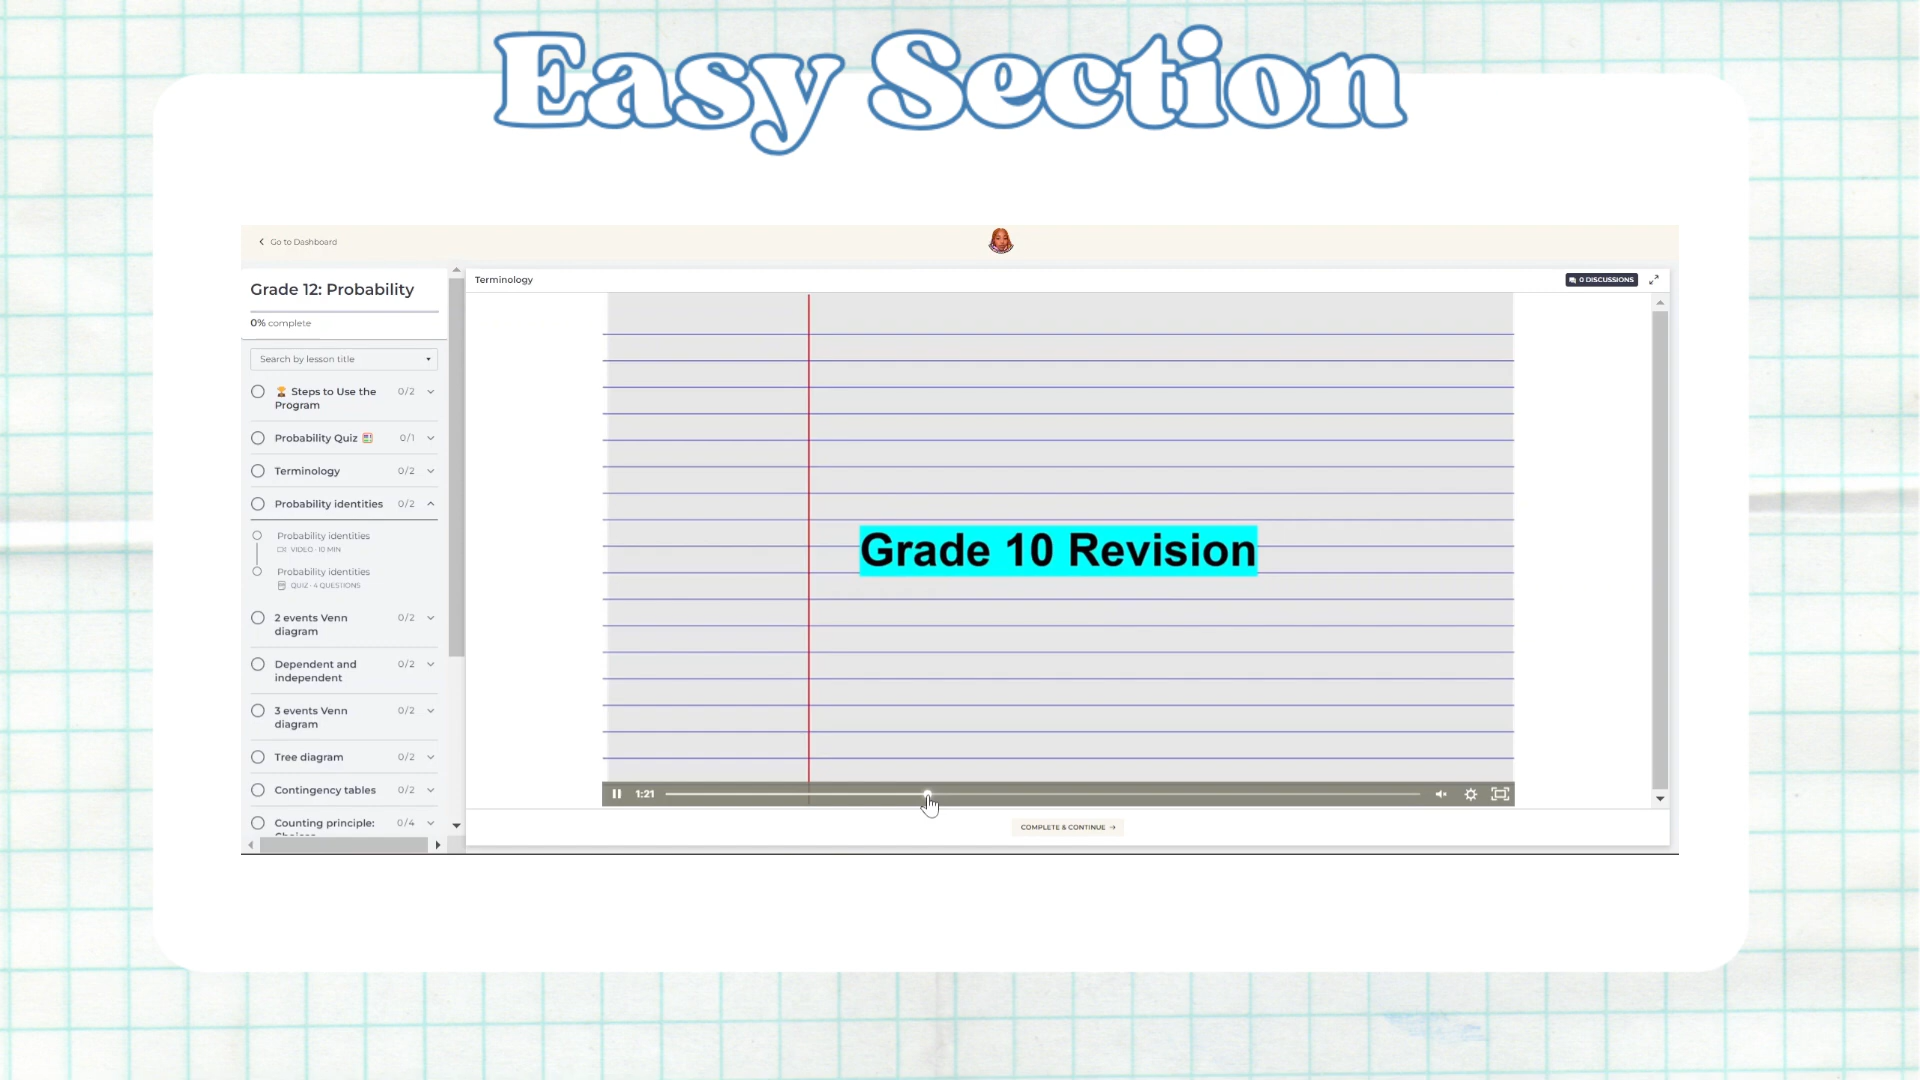 Easy Section
Go to Dashboard
Grade 12: Probability
0% complete
Search by lesson title
Steps to Use the
Program
0/2
Probability Quiz
0/1
Terminology
0/2
Probability identities
0/2
Probability identities
VIDEO · 10 MIN
Probability identities
QUIZ · 4 QUESTIONS
2 events Venn
diagram
0/2
Dependent and
independent
0/2
3 events Venn
diagram
0/2
Tree diagram
0/2
Contingency tables
0/2
Counting principle:
0/4
Terminology
0 DISCUSSIONS
Grade 10 Revision
1:21
COMPLETE & CONTINUE →